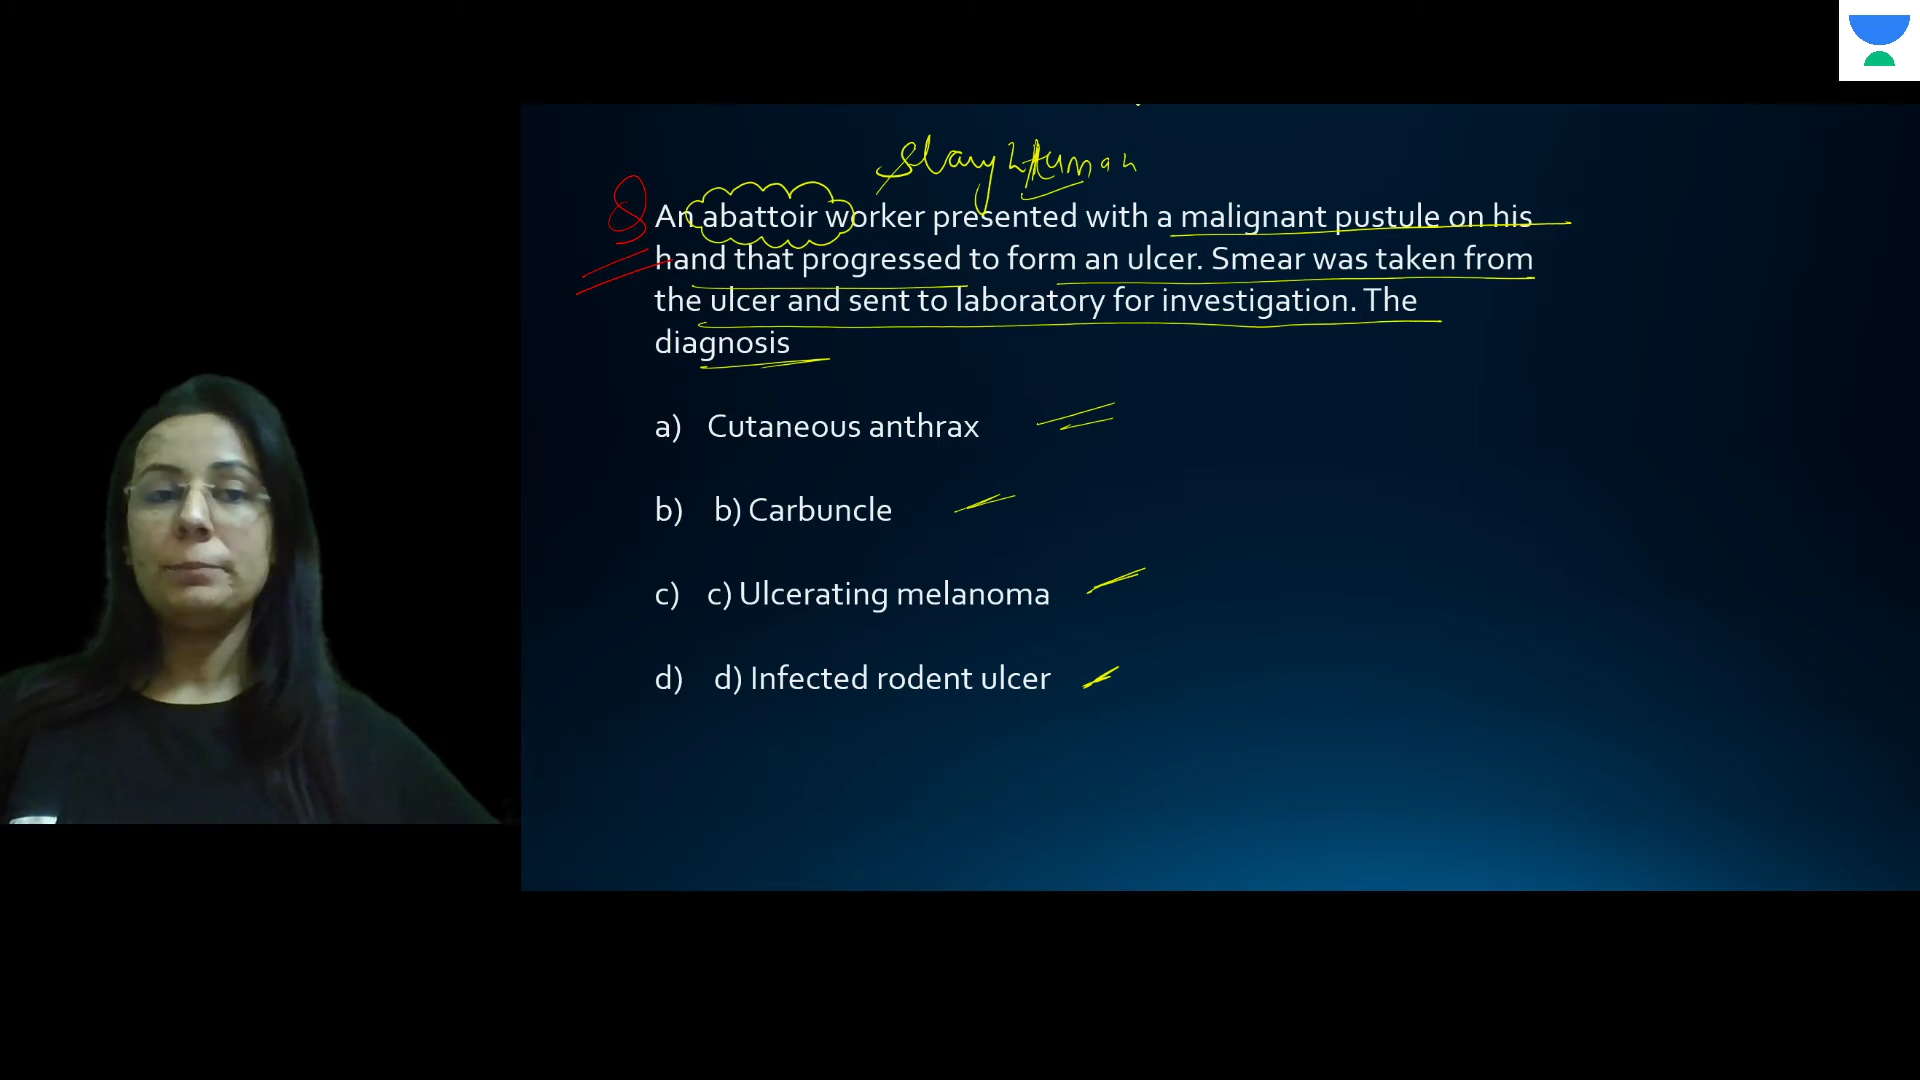 An abattoir worker presented with a malignant pustule on his
hand that progressed to form an ulcer. Smear was taken from
the ulcer and sent to laboratory for investigation. The
diagnosis
a) Cutaneous anthrax
b) b) Carbuncle
c) c) Ulcerating melanoma
d) d) Infected rodent ulcer